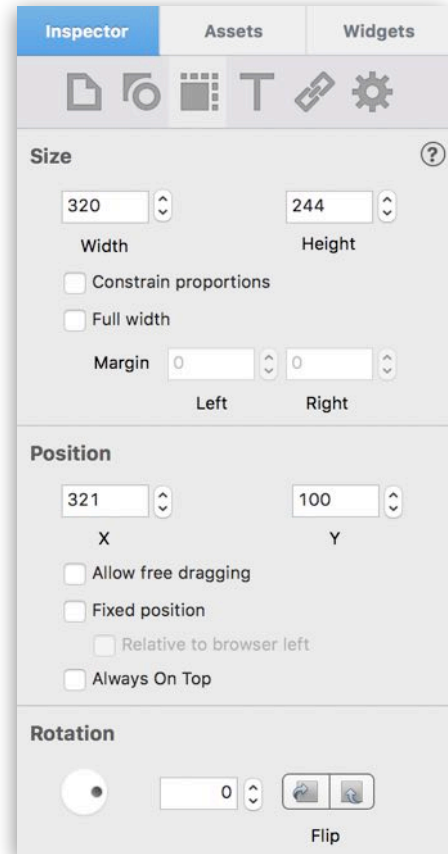 Inspector Assets Widgets
Size ?
320 244
Width Height
Constrain proportions
Full width
Margin 0 0
Left Right
Position
321 100
X Y
Allow free dragging
Fixed position
Relative to browser left
Always On Top
Rotation
0
Flip